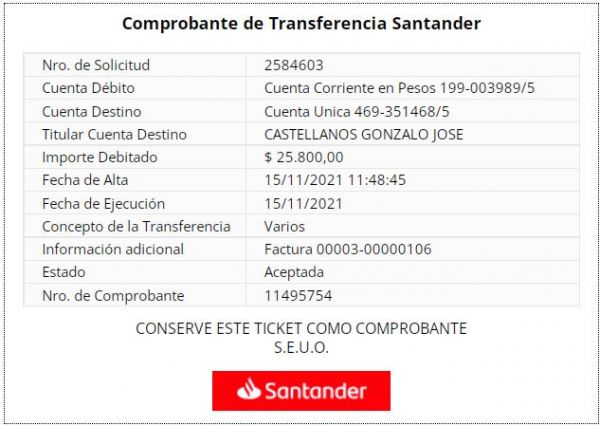 Comprobante de Transferencia Santander
Nro. de Solicitud 2584603
Cuenta Débito Cuenta Corriente en Pesos 199-003989/5
Cuenta Destino Cuenta Unica 469-351468/5
Titular Cuenta Destino CASTELLANOS GONZALO JOSE
Importe Debitado $ 25.800,00
Fecha de Alta 15/11/2021 11:48:45
Fecha de Ejecución 15/11/2021
Concepto de la Transferencia Varios
Información adicional Factura 00003-00000106
Estado Aceptada
Nro. de Comprobante 11495754
CONSERVE ESTE TICKET COMO COMPROBANTE
S.E.U.O.
Santander